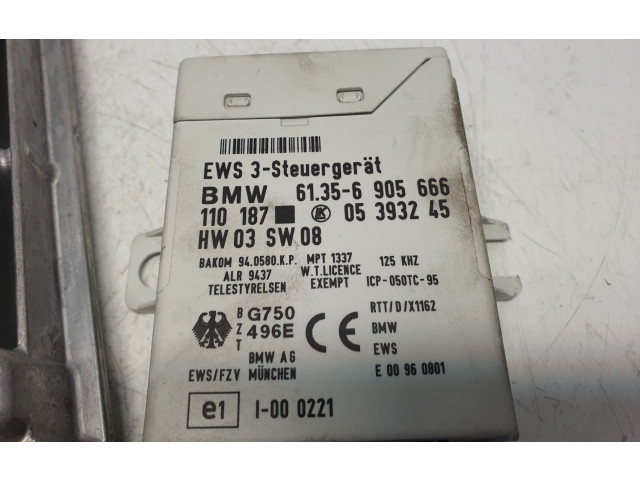 EWS 3-Steuergerät
BMW 61.35-6 905 666
110 187 05 3932 45
HW 03 SW 08
BAKOM 94.0580.K.P. MPT 1337 125 KHZ
ALR 9437 W.T.LICENCE
TELESTYRELSEN EXEMPT ICP-050TC-95
BZT G750 496E CE RTT/D/X1162
BMW
BMW AG EWS
EWS/FZV MÜNCHEN E 00 96 0801
e1 I-00 0221